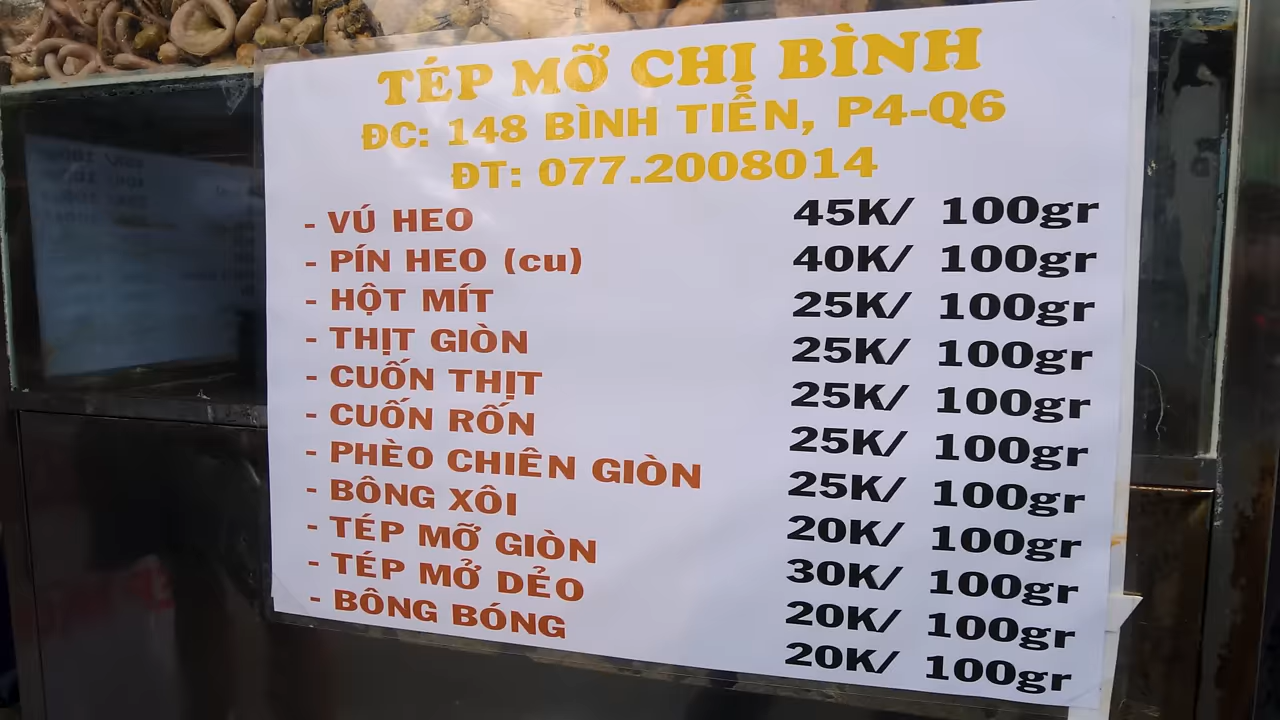 TÉP MỠ CHỊ BÌNH
ĐC: 148 BÌNH TIỄN, P4-Q6
ĐT: 077.2008014
- VÚ HEO 45K/ 100gr
- PÍN HEO (cu) 40K/ 100gr
- HỘT MÍT 25K/ 100gr
- THỊT GIÒN 25K/ 100gr
- CUỐN THỊT 25K/ 100gr
- CUỐN RỐN 25K/ 100gr
- PHÈO CHIÊN GIÒN 25K/ 100gr
- BÔNG XÔI 20K/ 100gr
- TÉP MỠ GIÒN 30K/ 100gr
- TÉP MỞ DẺO 20K/ 100gr
- BÔNG BÓNG 20K/ 100gr